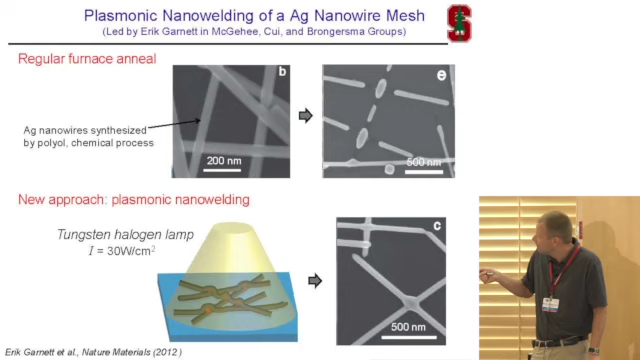 Plasmonic Nanowelding of a Ag Nanowire Mesh
(Led by Erik Garnett in McGehee, Cui, and Brongersma Groups)
Regular furnace anneal
b
e
Ag nanowires synthesized
by polyol, chemical process
200 nm
500 nm
New approach: plasmonic nanowelding
Tungsten halogen lamp
I = 30W/cm²
c
500 nm
Erik Garnett et al., Nature Materials (2012 )